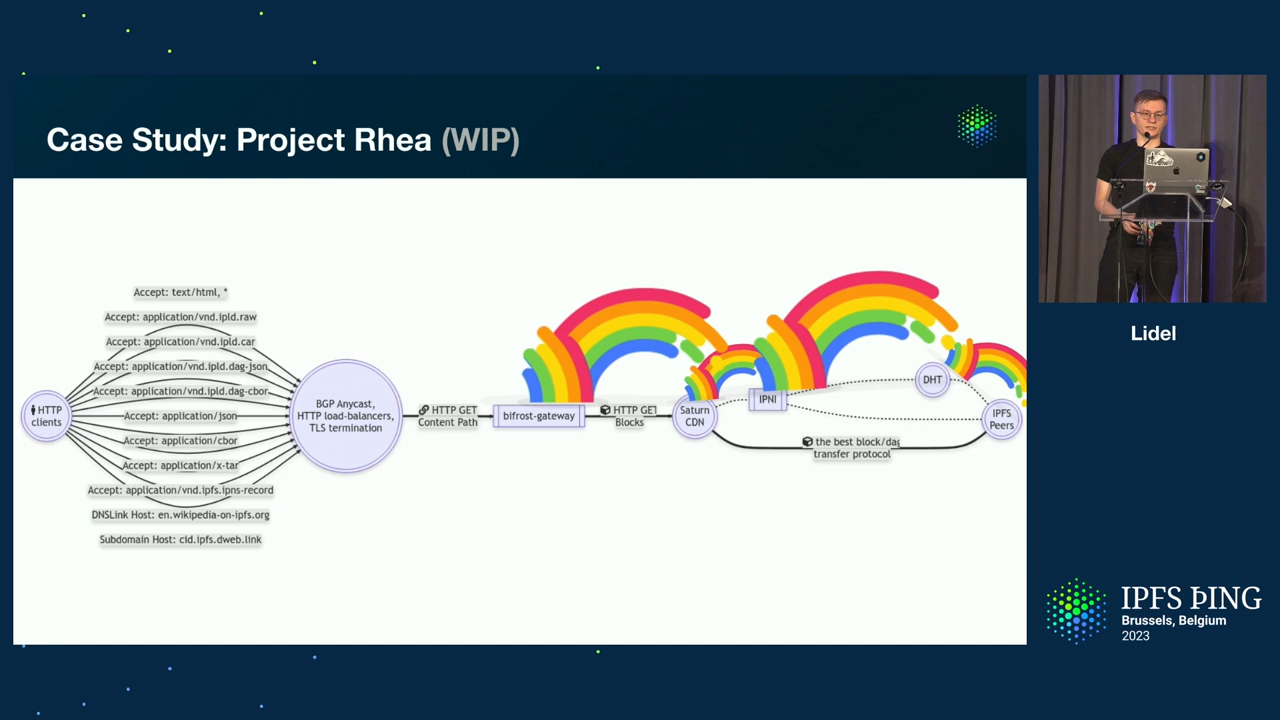 Case Study: Project Rhea (WIP)
Accept: text/html, *
Accept: application/vnd.ipld.raw
Accept: application/vnd.ipld.car
Accept: application/vnd.ipld.dag-json
Accept: application/vnd.ipld.dag-cbor
Accept: application/json
Accept: application/cbor
Accept: application/x-tar
Accept: application/vnd.ipfs.ipns-record
DNSLink Host: en.wikipedia-on-ipfs.org
Subdomain Host: cid.ipfs.dweb.link
HTTP
clients
BGP Anycast,
HTTP load-balancers,
TLS termination
HTTP GET
Content Path
bifrost-gateway
HTTP GET
Blocks
Saturn
CDN
IPNI
DHT
IPFS
Peers
the best block/dag
transfer protocol
Lidel
IPFS ÞING
Brussels, Belgium
2023